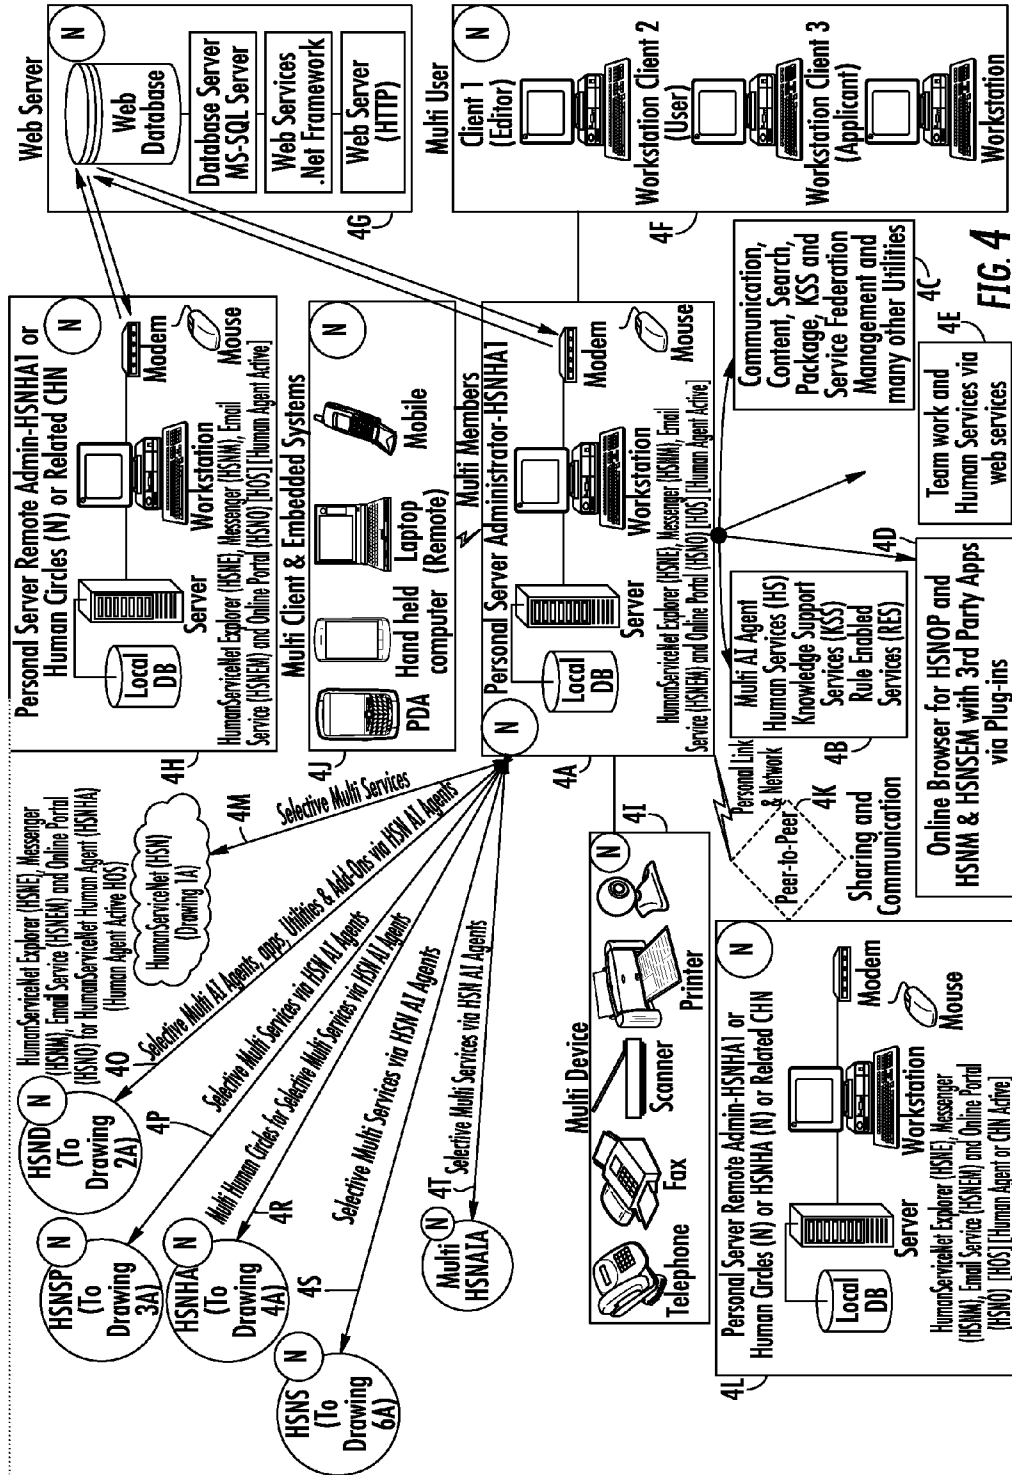 HumanServiceNet Explorer (HSNE), Messenger
(HSNM), Email Service (HSNEM) and Online Portal
(HSNO) for HumanServiceNet Human Agent (HSNHA)
(Human Agent Active HOS)
4O
HumanServiceNet (HSN)
(Drawing 1A)
4M
Selective Multi Services
HSND
(To
Drawing
2A)
N
Selective Multi AI Agents, apps, Utilities & Add-Ons via HSN AI Agents
4P
HSNSP
(To
Drawing
3A)
N
Selective Multi Services via HSN AI Agents
HSNHA
(To
Drawing
4A)
N
Multi Human Circles for Selective Multi Services via HSN AI Agents
4R
HSNS
(To
Drawing
6A)
N
4S
Selective Multi Services via HSN AI Agents
Multi
HSNAIA
N
4T
Selective Multi Services via HSN AI Agents
Personal Server Remote Admin-HSNHA1 or
Human Circles (N) or Related CHN
N
Local
DB
Server
Workstation
Modem
Mouse
HumanServiceNet Explorer (HSNE), Messenger (HSNM), Email
Service (HSNEM) and Online Portal (HSNO) [HOS] [Human Agent Active]
4H
Web Server
N
Web
Database
Database Server
MS-SQL Server
Web Services
.Net Framework
Web Server
(HTTP)
4G
Multi Client & Embedded Systems
N
PDA
Hand held
computer
Laptop
(Remote)
Mobile
4J
Multi Members
Personal Server Administrator-HSNHA1
N
Local
DB
Server
Workstation
Modem
Mouse
HumanServiceNet Explorer (HSNE), Messenger (HSNM), Email
Service (HSNEM) and Online Portal (HSNO) [HOS] [Human Agent Active]
4A
Multi User
N
Client 1
(Editor)
Workstation Client 2
(User)
Workstation Client 3
(Applicant)
Workstation
4F
Multi Device
N
Telephone
Fax
Scanner
Printer
4I
Multi AI Agent
Human Services (HS)
Knowledge Support
Services (KSS)
Rule Enabled
Services (RES)
4B
Communication,
Content, Search,
Package, KSS and
Service Federation
Management and
many other Utilities
4C
Personal Link
& Network
Peer-to-Peer
4K
Sharing and
Communication
Online Browser for HSNOP and
HSNM & HSNSEM with 3rd Party Apps
via Plug-ins
4D
Team work and
Human Services via
web services
4E
Personal Server Remote Admin-HSNHA1 or
Human Circles (N) or HSNHA (N) or Related CHN
N
Local
DB
Server
Workstation
Modem
Mouse
HumanServiceNet Explorer (HSNE), Messenger
(HSNM), Email Service (HSNEM) and Online Portal
(HSNO) [HOS] [Human Agent or CHN Active]
4L
FIG. 4